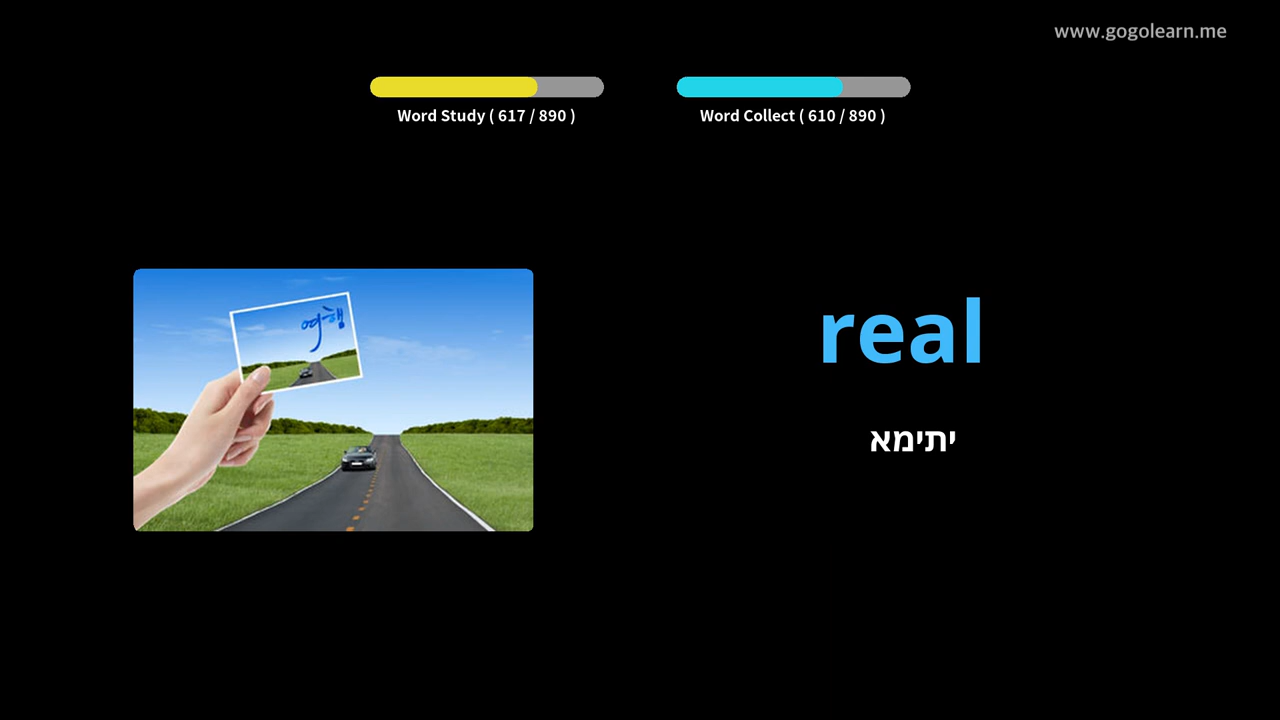 www.gogolearn.me
Word Study ( 617 / 890 )
Word Collect ( 610 / 890 )
여행
real
יתימא